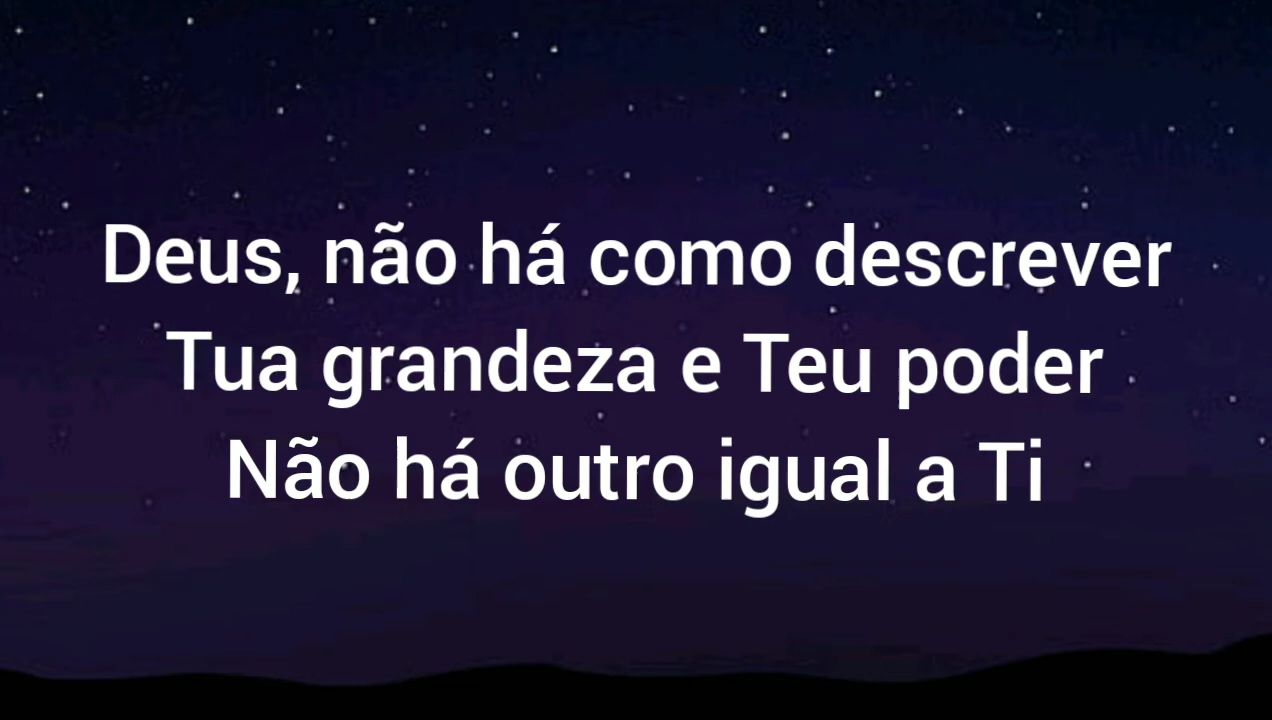 Deus, não há como descrever
Tua grandeza e Teu poder
Não há outro igual a Ti